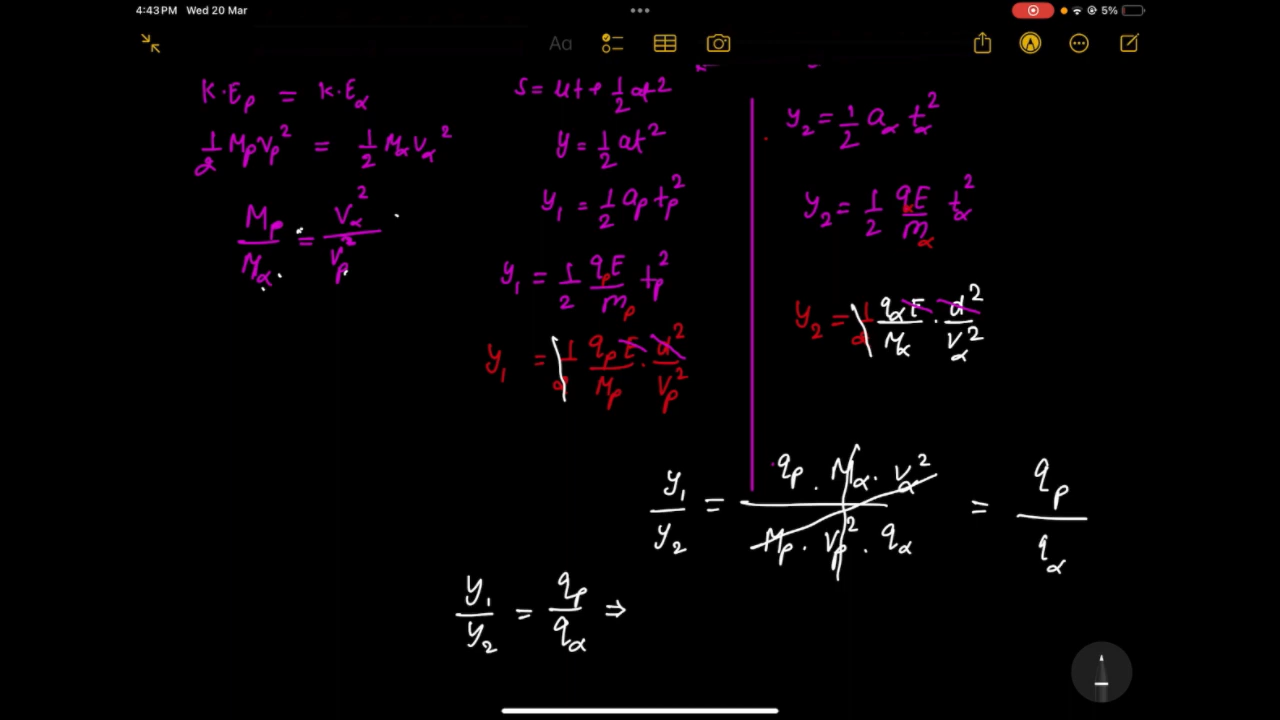 4:43 PM Wed 20 Mar
5%
Aa
K·E_p = K·E_α
1/2 M_p V_p^2 = 1/2 M_α V_α^2
M_p/M_α = V_α^2/V_p^2
S = ut + 1/2 at^2
y = 1/2 at^2
y_1 = 1/2 a_p t_p^2
y_1 = 1/2 q_p E/m_p t_p^2
y_1 = 1/2 q_p E/M_p · d^2/V_p^2
y_2 = 1/2 a_α t_α^2
y_2 = 1/2 q_α E/m_α t_α^2
y_2 = 1/2 q_α E/M_α · d^2/V_α^2
y_1/y_2 = q_p · M_α · V_α^2 / M_p · V_p^2 · q_α = q_p/q_α
y_1/y_2 = q_p/q_α ⇒